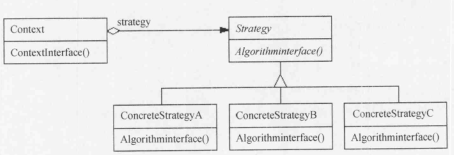 strategy
Context
ContextInterface()
Strategy
Algorithminterface()
ConcreteStrategyA
Algorithminterface()
ConcreteStrategyB
Algorithminterface()
ConcreteStrategyC
Algorithminterface()